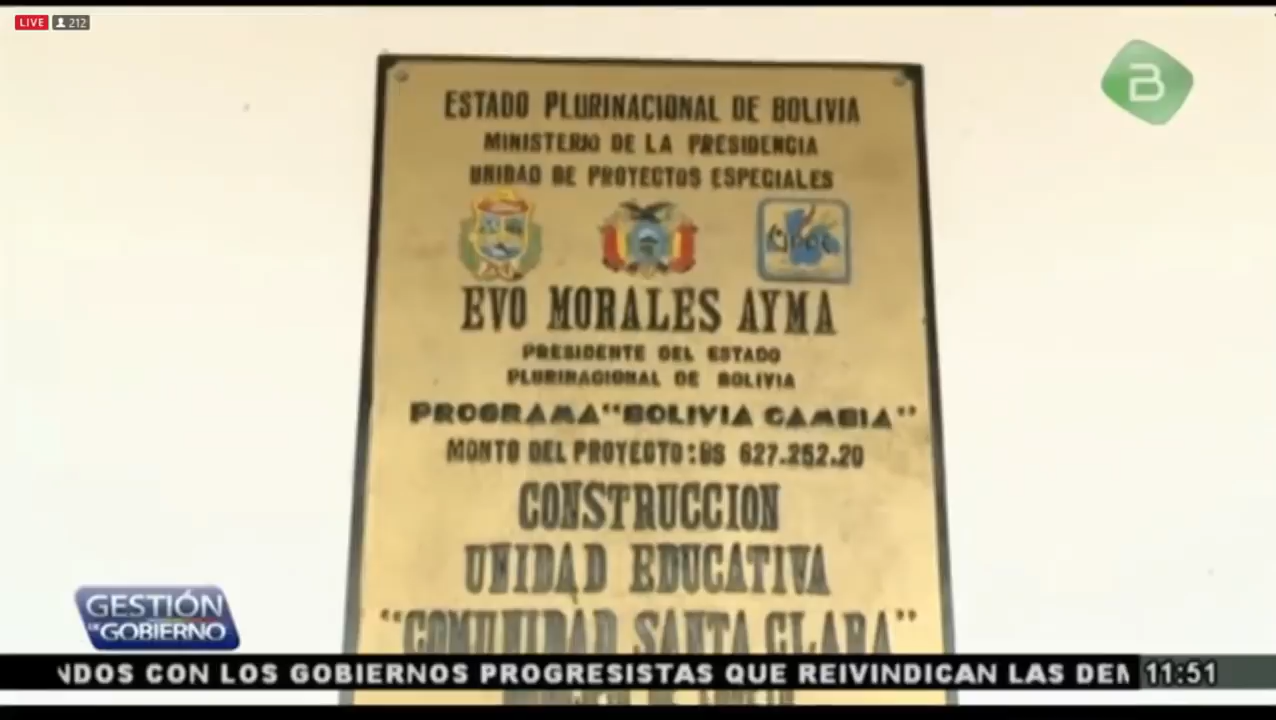 LIVE 212
B
ESTADO PLURINACIONAL DE BOLIVIA
MINISTERIO DE LA PRESIDENCIA
UNIDAD DE PROYECTOS ESPECIALES
EVO MORALES AYMA
PRESIDENTE DEL ESTADO
PLURINACIONAL DE BOLIVIA
PROGRAMA "BOLIVIA CAMBIA"
MONTO DEL PROYECTO: BS 627.252.20
CONSTRUCCION
UNIDAD EDUCATIVA
"COMUNIDAD SANTA CLARA"
GESTIÓN
DE GOBIERNO
NDOS CON LOS GOBIERNOS PROGRESISTAS QUE REIVINDICAN LAS DEM 11:51